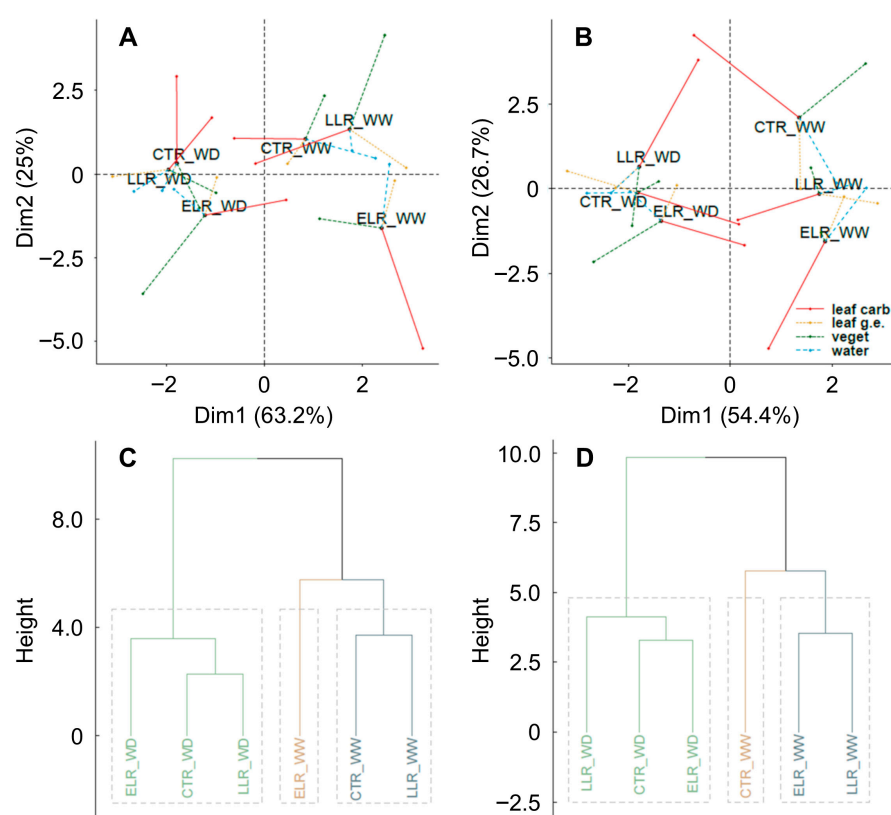 A
2.5
0
−2.5
−5.0
Dim2 (25%)
CTR_WD
LLR_WD
ELR_WD
CTR_WW
LLR_WW
ELR_WW
−2
0
2
Dim1 (63.2%)
B
2.5
0
−2.5
−5.0
Dim2 (26.7%)
LLR_WD
CTR_WD
ELR_WD
CTR_WW
LLR_WW
ELR_WW
leaf carb
leaf g.e.
veget
water
−2
0
2
Dim1 (54.4%)
C
8.0
4.0
0
Height
ELR_WD
CTR_WD
LLR_WD
ELR_WW
CTR_WW
LLR_WW
D
10.0
7.5
5.0
2.5
0
−2.5
Height
LLR_WD
CTR_WD
ELR_WD
CTR_WW
ELR_WW
LLR_WW